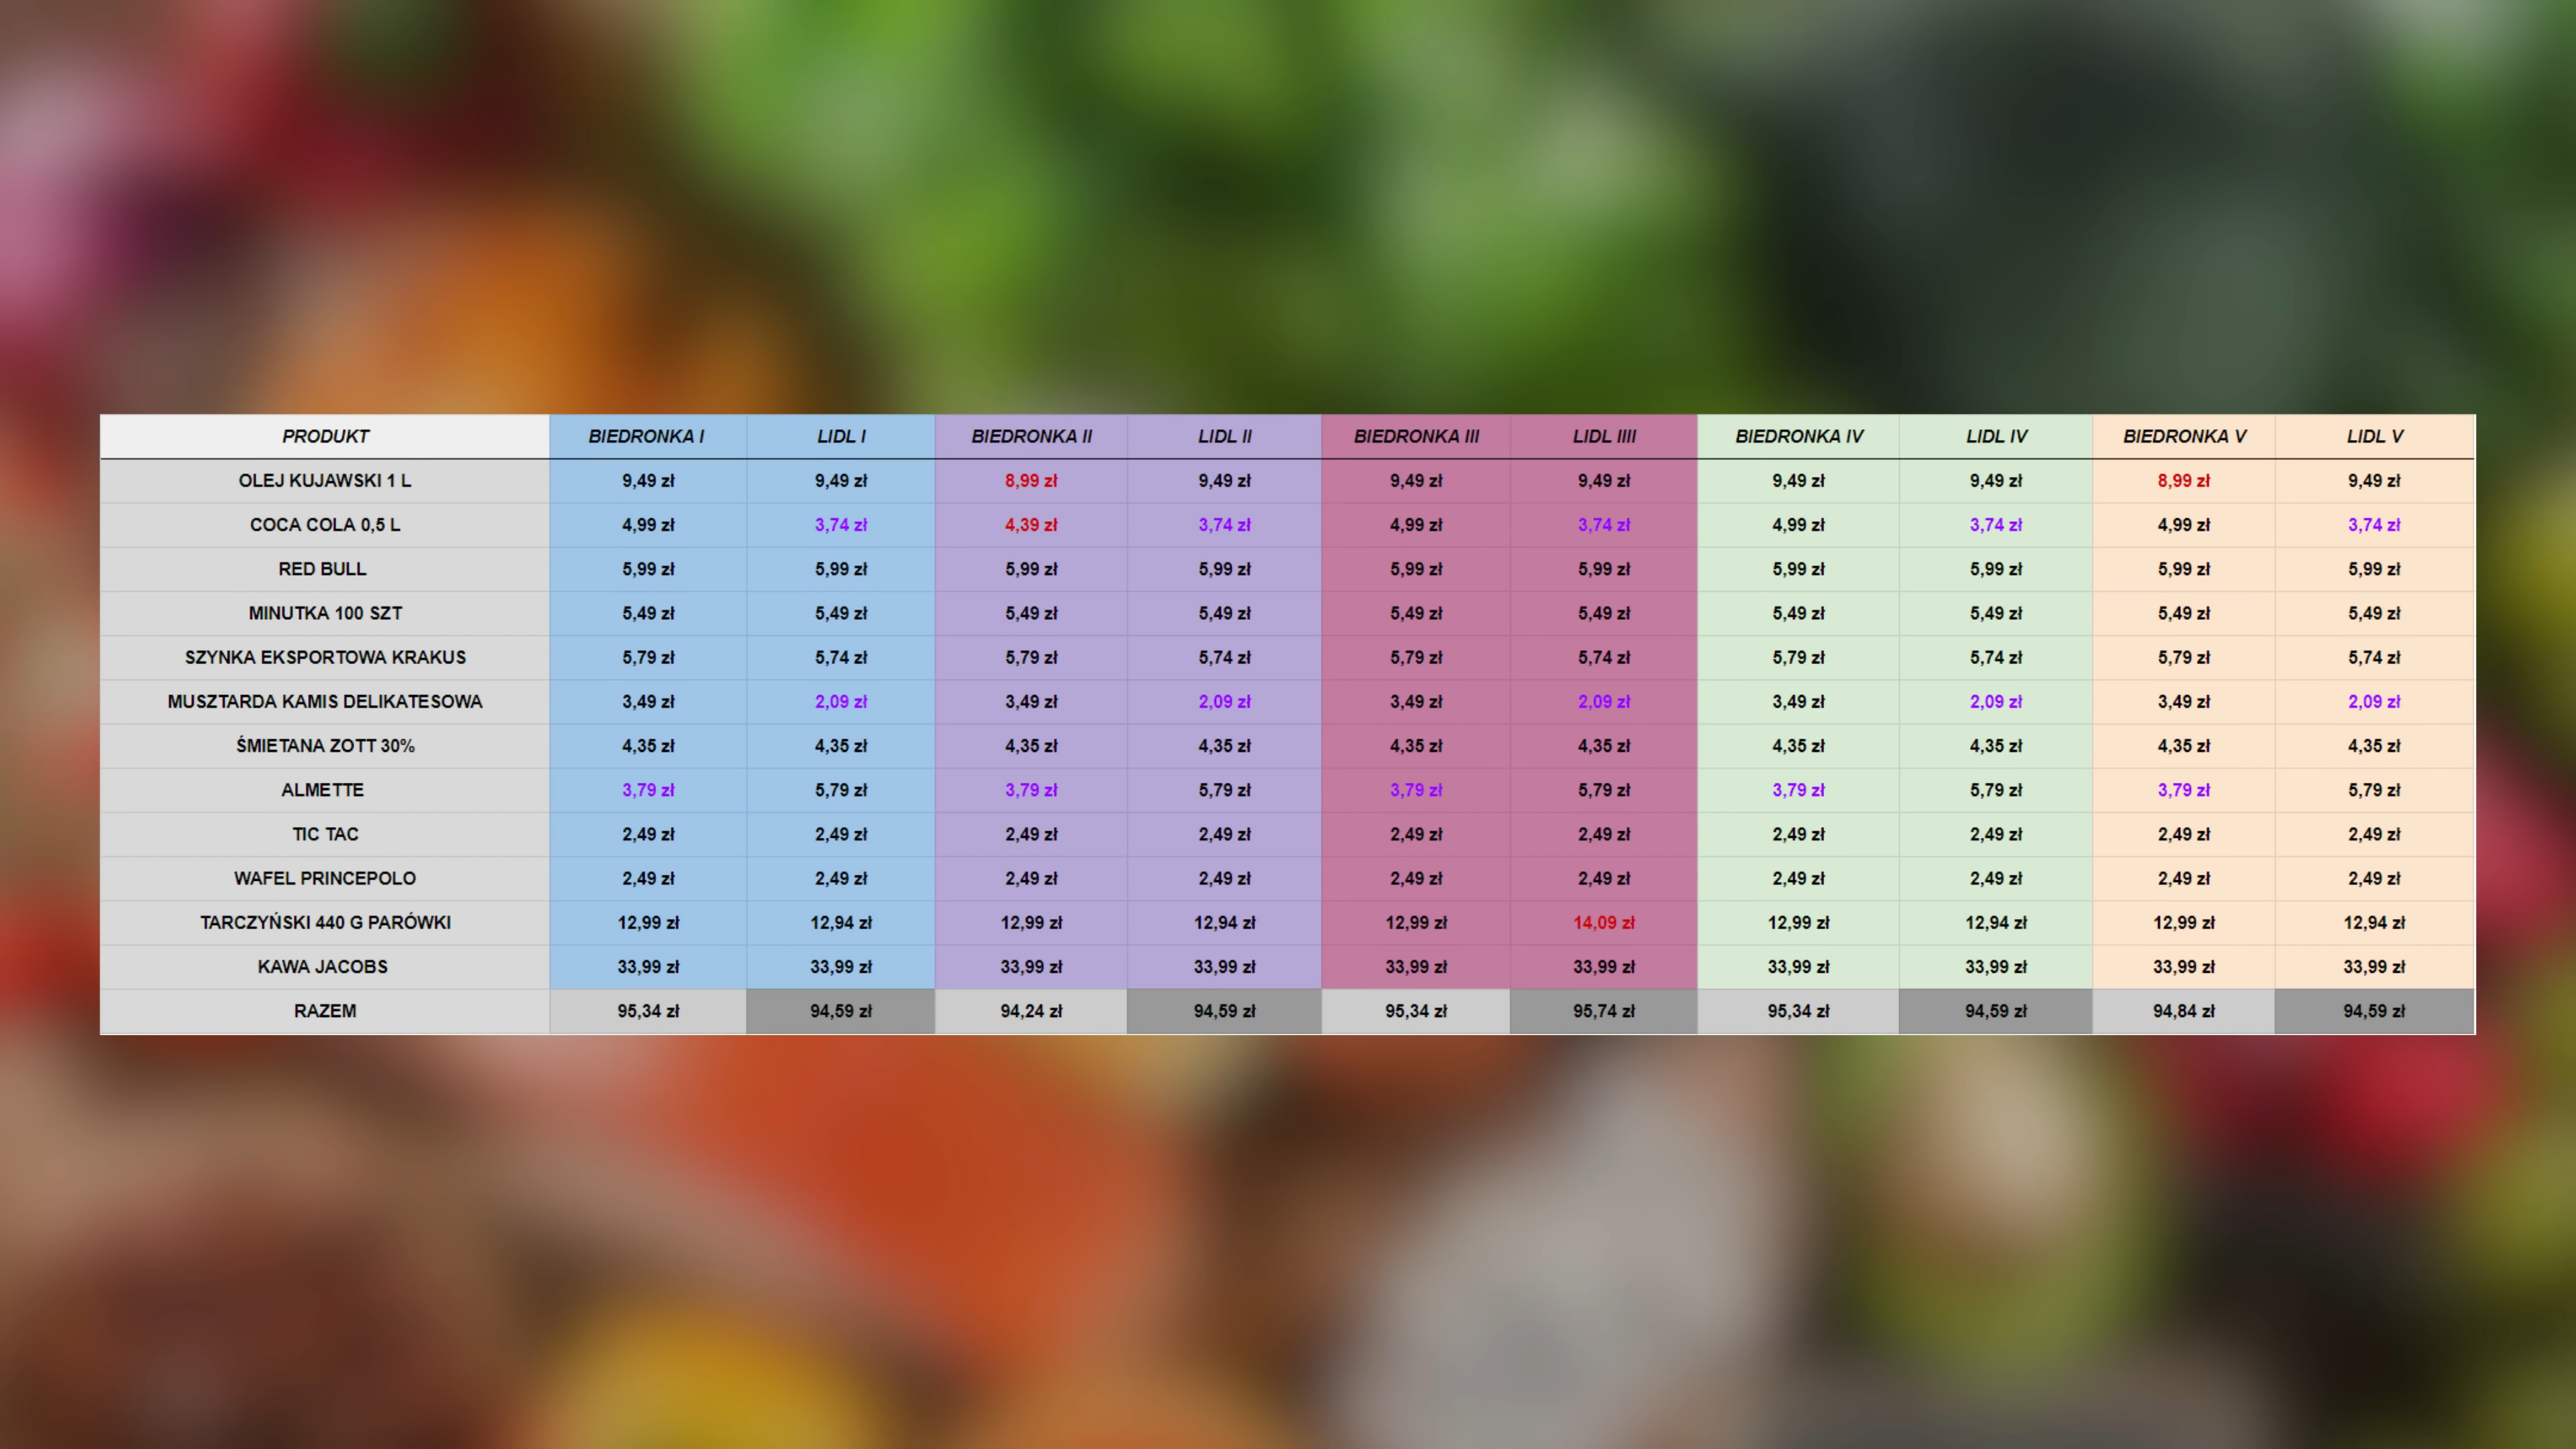 PRODUKT BIEDRONKA I LIDL I BIEDRONKA II LIDL II BIEDRONKA III LIDL IIII BIEDRONKA IV LIDL IV BIEDRONKA V LIDL V
OLEJ KUJAWSKI 1 L 9,49 zł 9,49 zł 8,99 zł 9,49 zł 9,49 zł 9,49 zł 9,49 zł 9,49 zł 8,99 zł 9,49 zł
COCA COLA 0,5 L 4,99 zł 3,74 zł 4,39 zł 3,74 zł 4,99 zł 3,74 zł 4,99 zł 3,74 zł 4,99 zł 3,74 zł
RED BULL 5,99 zł 5,99 zł 5,99 zł 5,99 zł 5,99 zł 5,99 zł 5,99 zł 5,99 zł 5,99 zł 5,99 zł
MINUTKA 100 SZT 5,49 zł 5,49 zł 5,49 zł 5,49 zł 5,49 zł 5,49 zł 5,49 zł 5,49 zł 5,49 zł 5,49 zł
SZYNKA EKSPORTOWA KRAKUS 5,79 zł 5,74 zł 5,79 zł 5,74 zł 5,79 zł 5,74 zł 5,79 zł 5,74 zł 5,79 zł 5,74 zł
MUSZTARDA KAMIS DELIKATESOWA 3,49 zł 2,09 zł 3,49 zł 2,09 zł 3,49 zł 2,09 zł 3,49 zł 2,09 zł 3,49 zł 2,09 zł
ŚMIETANA ZOTT 30% 4,35 zł 4,35 zł 4,35 zł 4,35 zł 4,35 zł 4,35 zł 4,35 zł 4,35 zł 4,35 zł 4,35 zł
ALMETTE 3,79 zł 5,79 zł 3,79 zł 5,79 zł 3,79 zł 5,79 zł 3,79 zł 5,79 zł 3,79 zł 5,79 zł
TIC TAC 2,49 zł 2,49 zł 2,49 zł 2,49 zł 2,49 zł 2,49 zł 2,49 zł 2,49 zł 2,49 zł 2,49 zł
WAFEL PRINCEPOLO 2,49 zł 2,49 zł 2,49 zł 2,49 zł 2,49 zł 2,49 zł 2,49 zł 2,49 zł 2,49 zł 2,49 zł
TARCZYŃSKI 440 G PARÓWKI 12,99 zł 12,94 zł 12,99 zł 12,94 zł 12,99 zł 14,09 zł 12,99 zł 12,94 zł 12,99 zł 12,94 zł
KAWA JACOBS 33,99 zł 33,99 zł 33,99 zł 33,99 zł 33,99 zł 33,99 zł 33,99 zł 33,99 zł 33,99 zł 33,99 zł
RAZEM 95,34 zł 94,59 zł 94,24 zł 94,59 zł 95,34 zł 95,74 zł 95,34 zł 94,59 zł 94,84 zł 94,59 zł